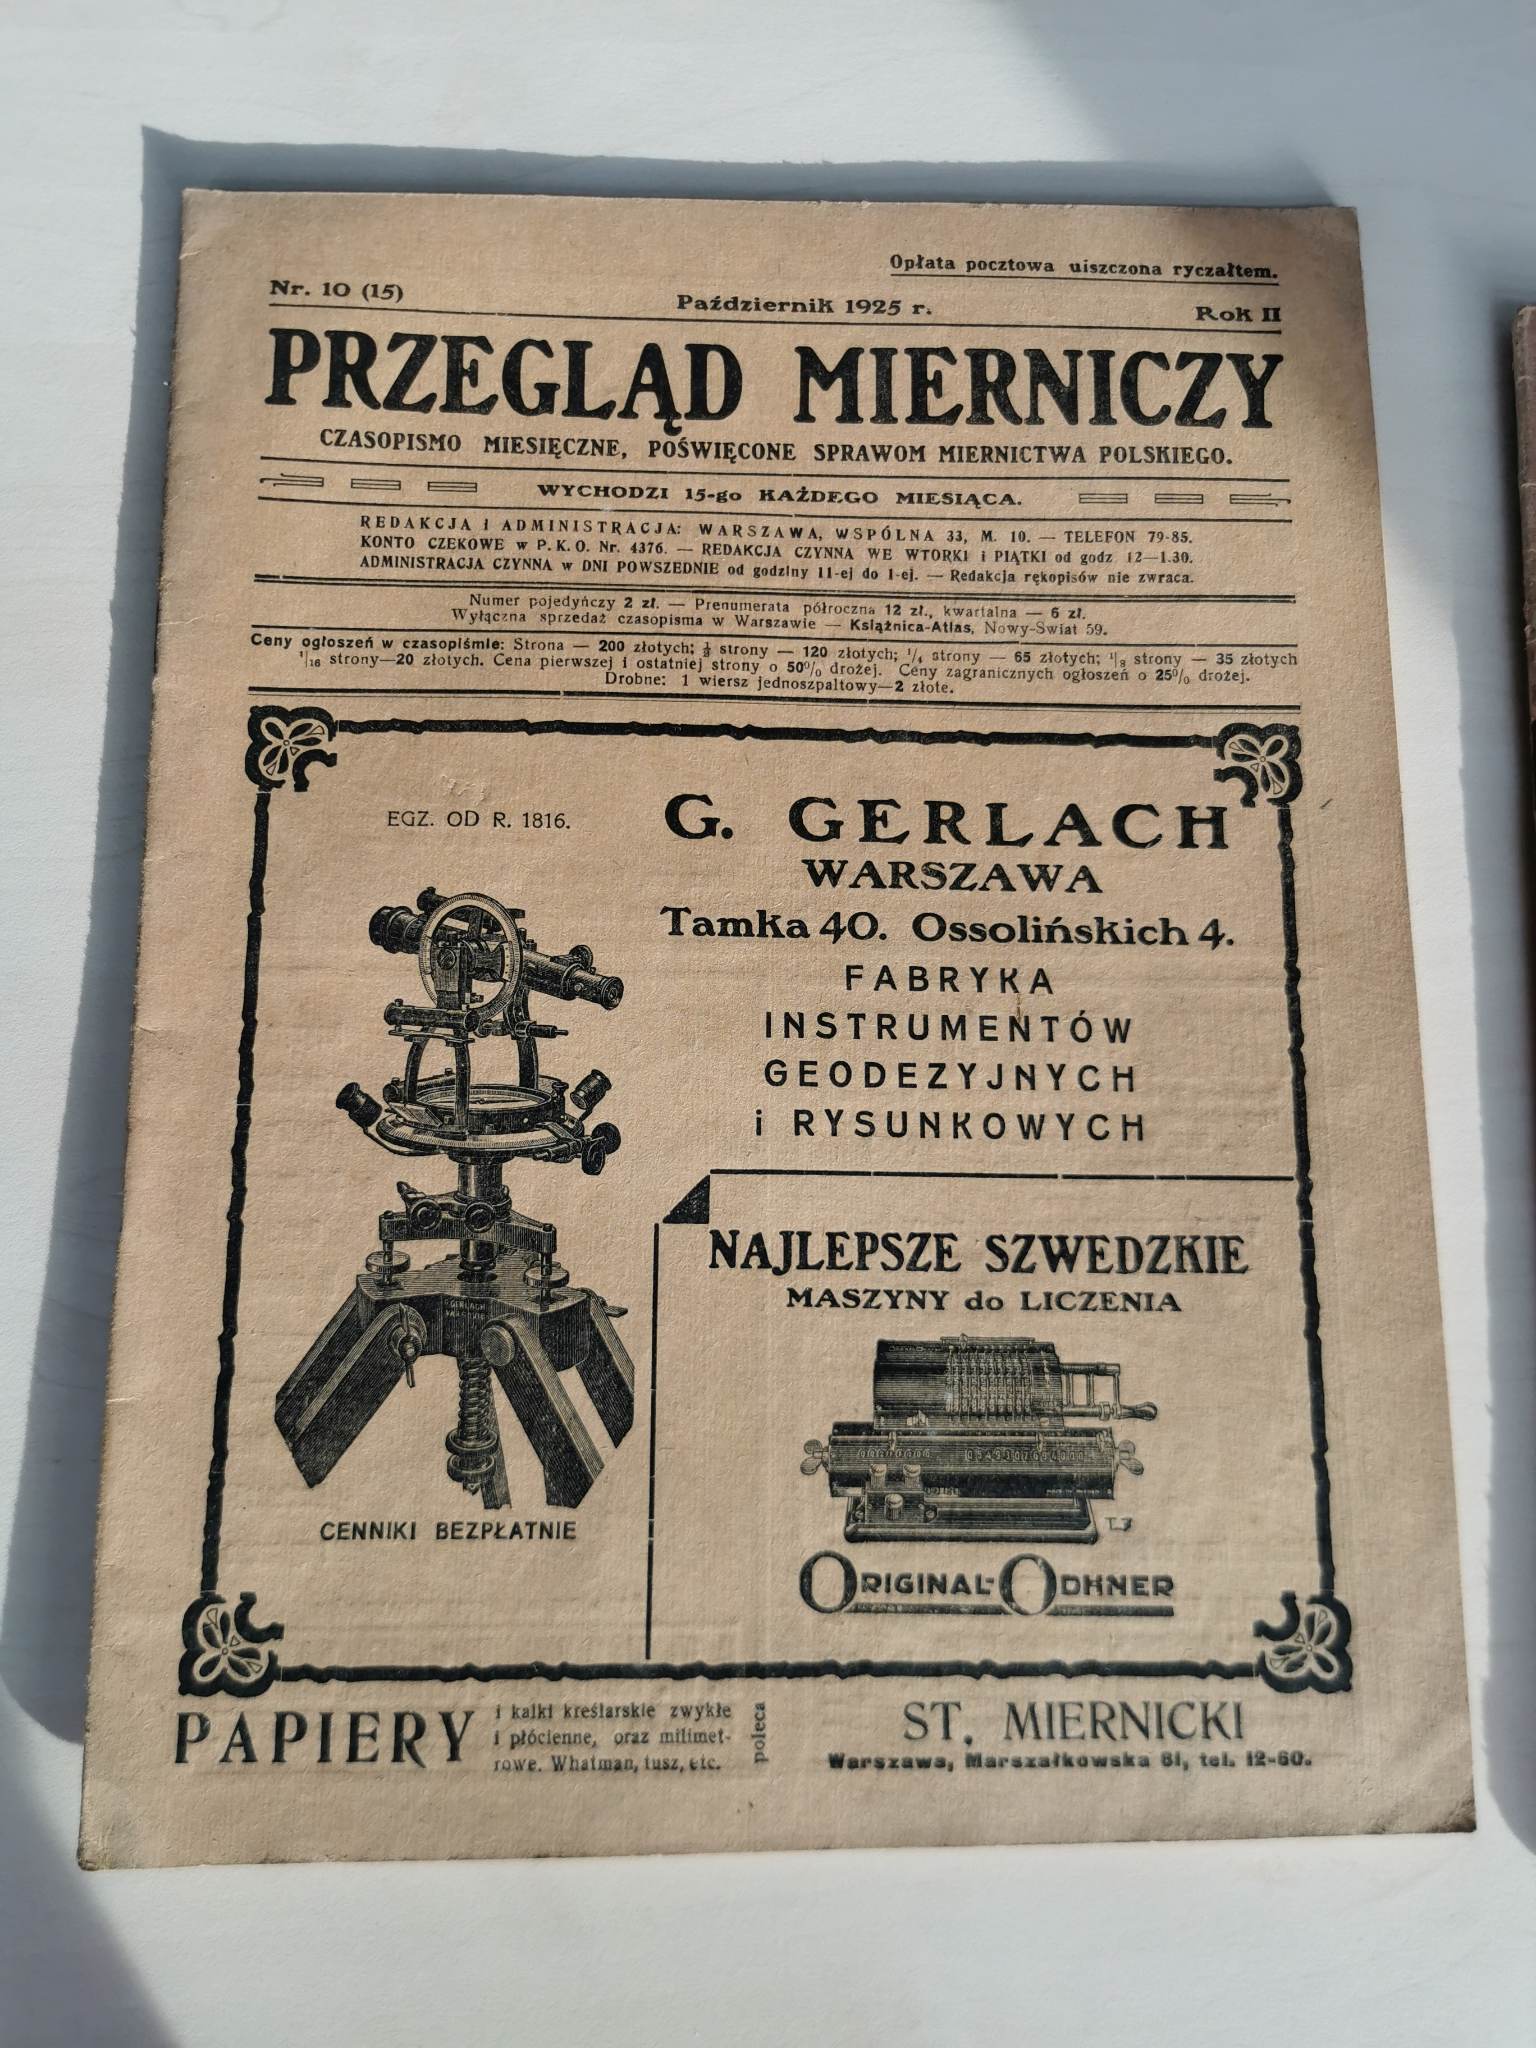 Opłata pocztowa uiszczona ryczałtem.
Nr. 10 (15)
Październik 1925 r.
Rok II
PRZEGLĄD MIERNICZY
CZASOPISMO MIESIĘCZNE, POŚWIĘCONE SPRAWOM MIERNICTWA POLSKIEGO.
WYCHODZI 15-go KAŻDEGO MIESIĄCA.
REDAKCJA i ADMINISTRACJA: WARSZAWA, WSPÓLNA 33, M. 10. — TELEFON 79-85.
KONTO CZEKOWE w P. K. O. Nr. 4376. — REDAKCJA CZYNNA WE WTORKI i PIĄTKI od godz 12—1.30.
ADMINISTRACJA CZYNNA w DNI POWSZEDNIE od godziny 11-ej do 1-ej. — Redakcja rękopisów nie zwraca.
Numer pojedyńczy 2 zł. — Prenumerata półroczna 12 zł., kwartalna — 6 zł.
Wyłączna sprzedaż czasopisma w Warszawie — Książnica-Atlas, Nowy-Swiat 59.
Ceny ogłoszeń w czasopiśmie: Strona — 200 złotych; ½ strony — 120 złotych; 1/4 strony — 65 złotych; 1/8 strony — 35 złotych
1/16 strony—20 złotych. Cena pierwszej i ostatniej strony o 50% drożej. Ceny zagranicznych ogłoszeń o 25% drożej.
Drobne: 1 wiersz jednoszpaltowy—2 złote.
EGZ. OD R. 1816.
G. GERLACH
WARSZAWA
Tamka 40. Ossolińskich 4.
FABRYKA
INSTRUMENTÓW
GEODEZYJNYCH
i RYSUNKOWYCH
CENNIKI BEZPŁATNIE
NAJLEPSZE SZWEDZKIE
MASZYNY do LICZENIA
ORIGINAL-ODHNER
PAPIERY
i kalki kreślarskie zwykłe
i płócienne, oraz milimet-
rowe. Whatman, tusz, etc.
poleca
ST. MIERNICKI
Warszawa, Marszałkowska 81, tel. 12-60.